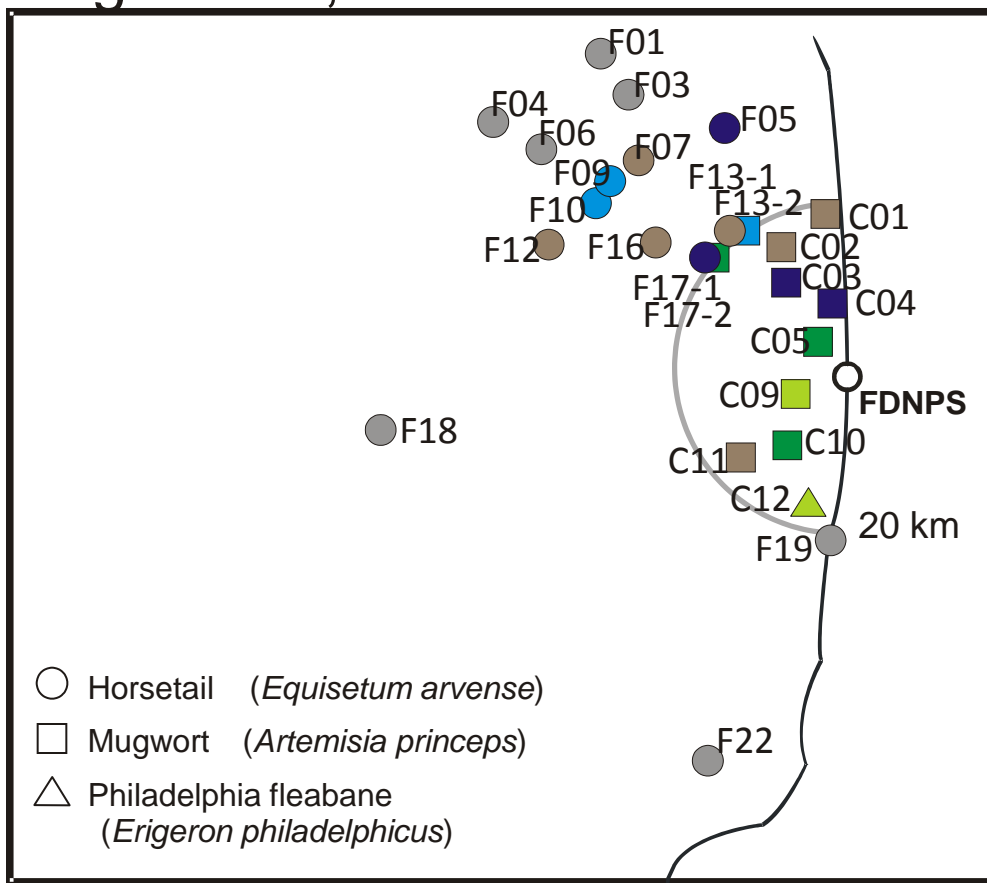 F01
F03
F04
F05
F06
F07
F09
F13-1
F10
F13-2
C01
F12
F16
C02
C03
F17-1
F17-2
C04
C05
C09
FDNPS
F18
C10
C11
C12
20 km
F19
Horsetail (Equisetum arvense)
F22
Mugwort (Artemisia princeps)
Philadelphia fleabane
(Erigeron philadelphicus)